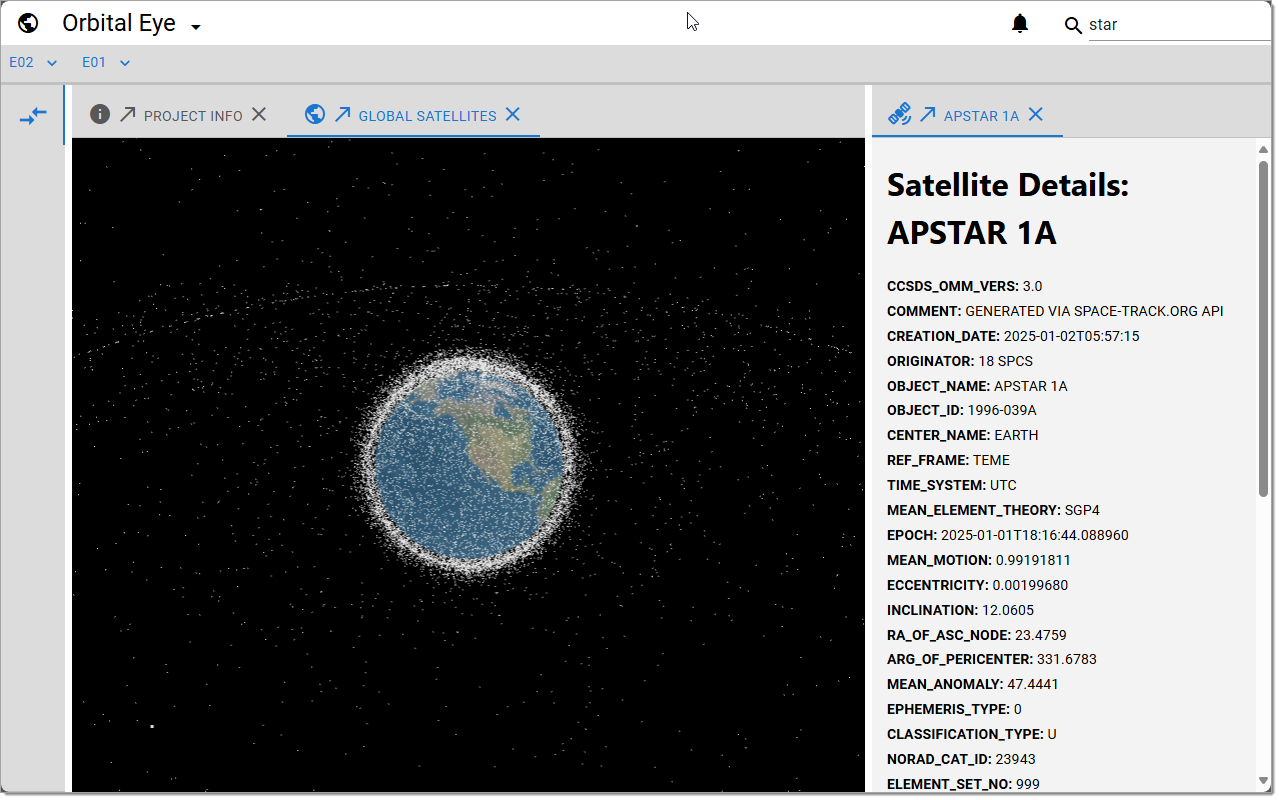 Orbital Eye
star
E02
E01
PROJECT INFO
GLOBAL SATELLITES
APSTAR 1A
Satellite Details:
APSTAR 1A
CCSDS_OMM_VERS: 3.0
COMMENT: GENERATED VIA SPACE-TRACK.ORG API
CREATION_DATE: 2025-01-02T05:57:15
ORIGINATOR: 18 SPCS
OBJECT_NAME: APSTAR 1A
OBJECT_ID: 1996-039A
CENTER_NAME: EARTH
REF_FRAME: TEME
TIME_SYSTEM: UTC
MEAN_ELEMENT_THEORY: SGP4
EPOCH: 2025-01-01T18:16:44.088960
MEAN_MOTION: 0.99191811
ECCENTRICITY: 0.00199680
INCLINATION: 12.0605
RA_OF_ASC_NODE: 23.4759
ARG_OF_PERICENTER: 331.6783
MEAN_ANOMALY: 47.4441
EPHEMERIS_TYPE: 0
CLASSIFICATION_TYPE: U
NORAD_CAT_ID: 23943
ELEMENT_SET_NO: 999